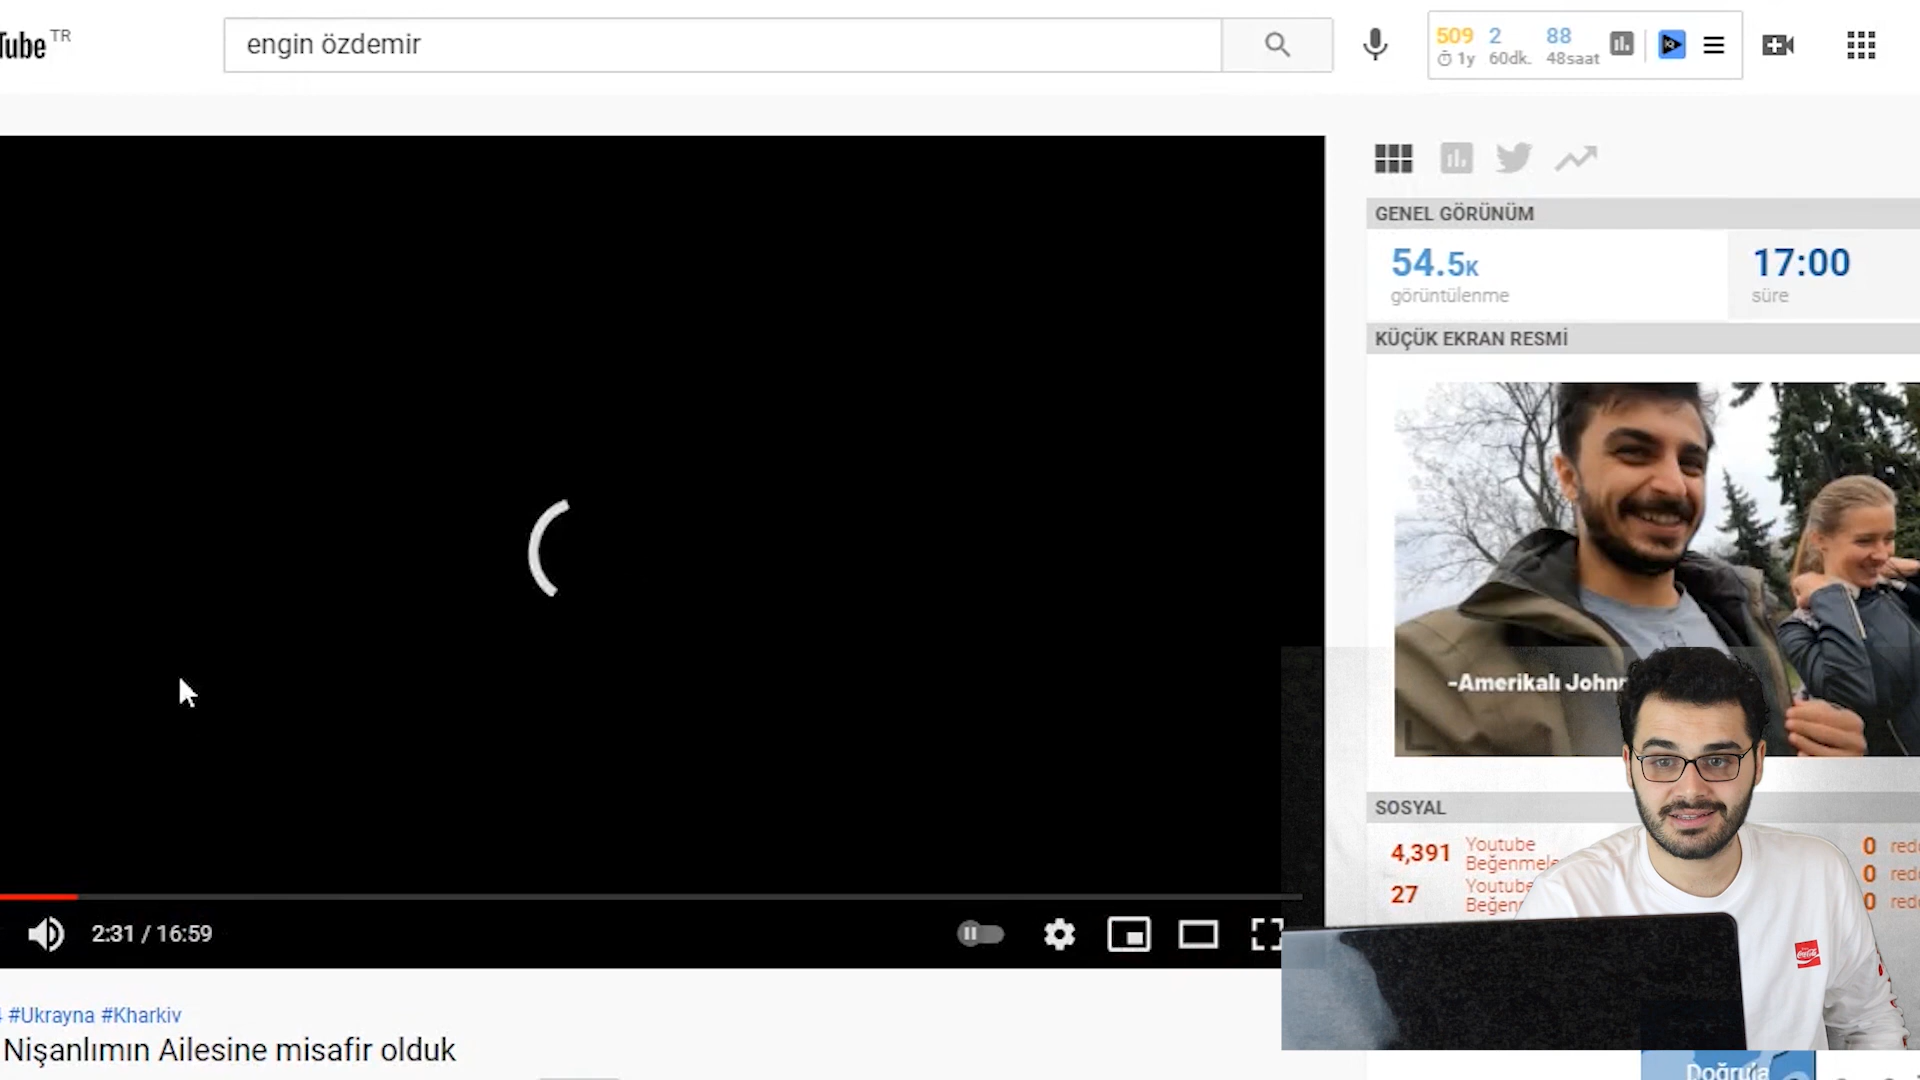 Tube TR
engin özdemir
509 2 88
1y 60dk. 48saat
GENEL GÖRÜNÜM
54.5K 17:00
görüntülenme süre
KÜÇÜK EKRAN RESMİ
-Amerikalı
SOSYAL
4,391 Youtube
27 Youtube
0
0
0
2:31 / 16:59
#Ukrayna #Kharkiv
Nişanlımın Ailesine misafir olduk
Doğrula